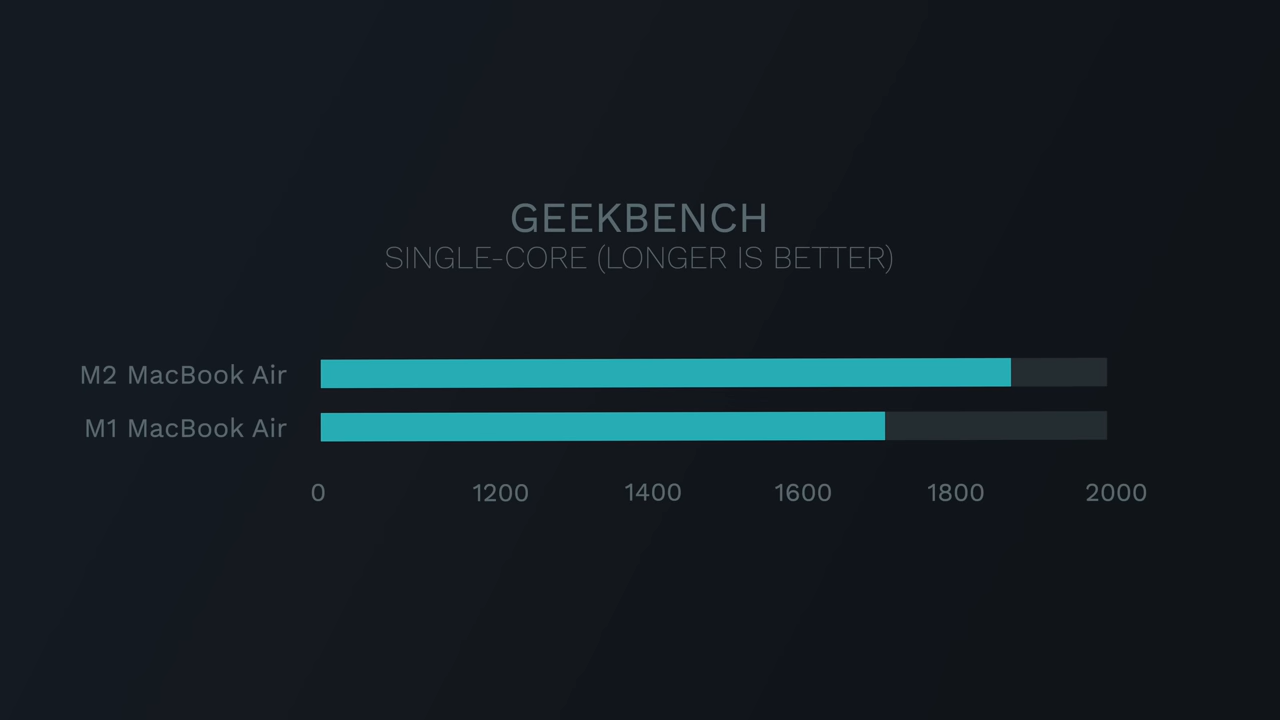 GEEKBENCH
SINGLE-CORE (LONGER IS BETTER)
M2 MacBook Air
M1 MacBook Air
0 1200 1400 1600 1800 2000